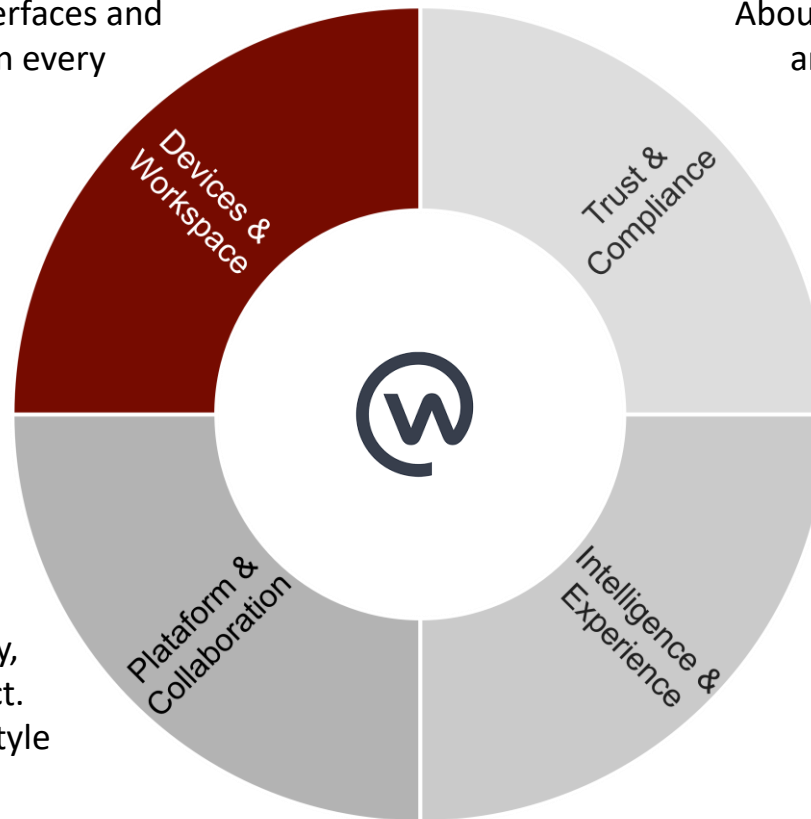 erfaces and
n every
Abou
ar
Devices &
Workspace
Trust &
Compliance
Plataform &
Collaboration
Intelligence &
Experience
y,
ct.
tyle
W